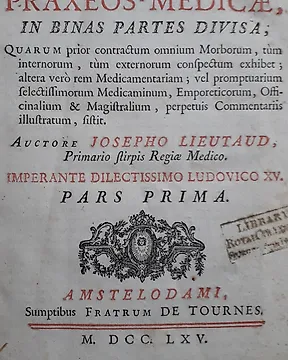 PRAXEOS-MEDICÆ,
IN BINAS PARTES DIVISA;
QUARUM prior contractum omnium Morborum, tùm
internorum, tùm externorum conspectum exhibet;
altera verò rem Medicamentariam; vel promptuarium
selectissimorum Medicaminum, Emporeticorum, Offi-
cinalium & Magistralium, perpetuis Commentariis
illustratum, sistit.
AUCTORE JOSEPHO LIEUTAUD,
Primario stirpis Regiæ Medico.
IMPERANTE DILECTISSIMO LUDOVICO XV.
PARS PRIMA.
LIBRARY
AMSTELODAMI,
Sumptibus FRATRUM DE TOURNES.
M. DCC. LXV.